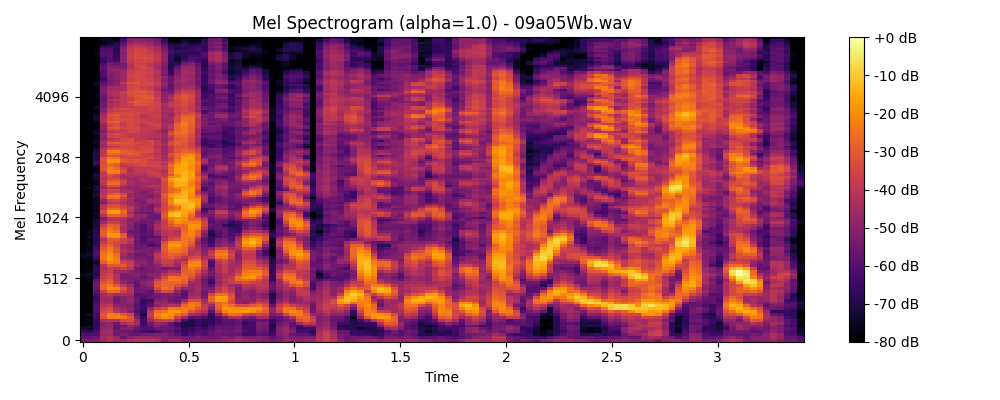 Mel Spectrogram (alpha=1.0) - 09a05Wb.wav
Mel Frequency
4096
2048
1024
512
0
0
0.5
1
1.5
2
2.5
3
Time
+0 dB
-10 dB
-20 dB
-30 dB
-40 dB
-50 dB
-60 dB
-70 dB
-80 dB